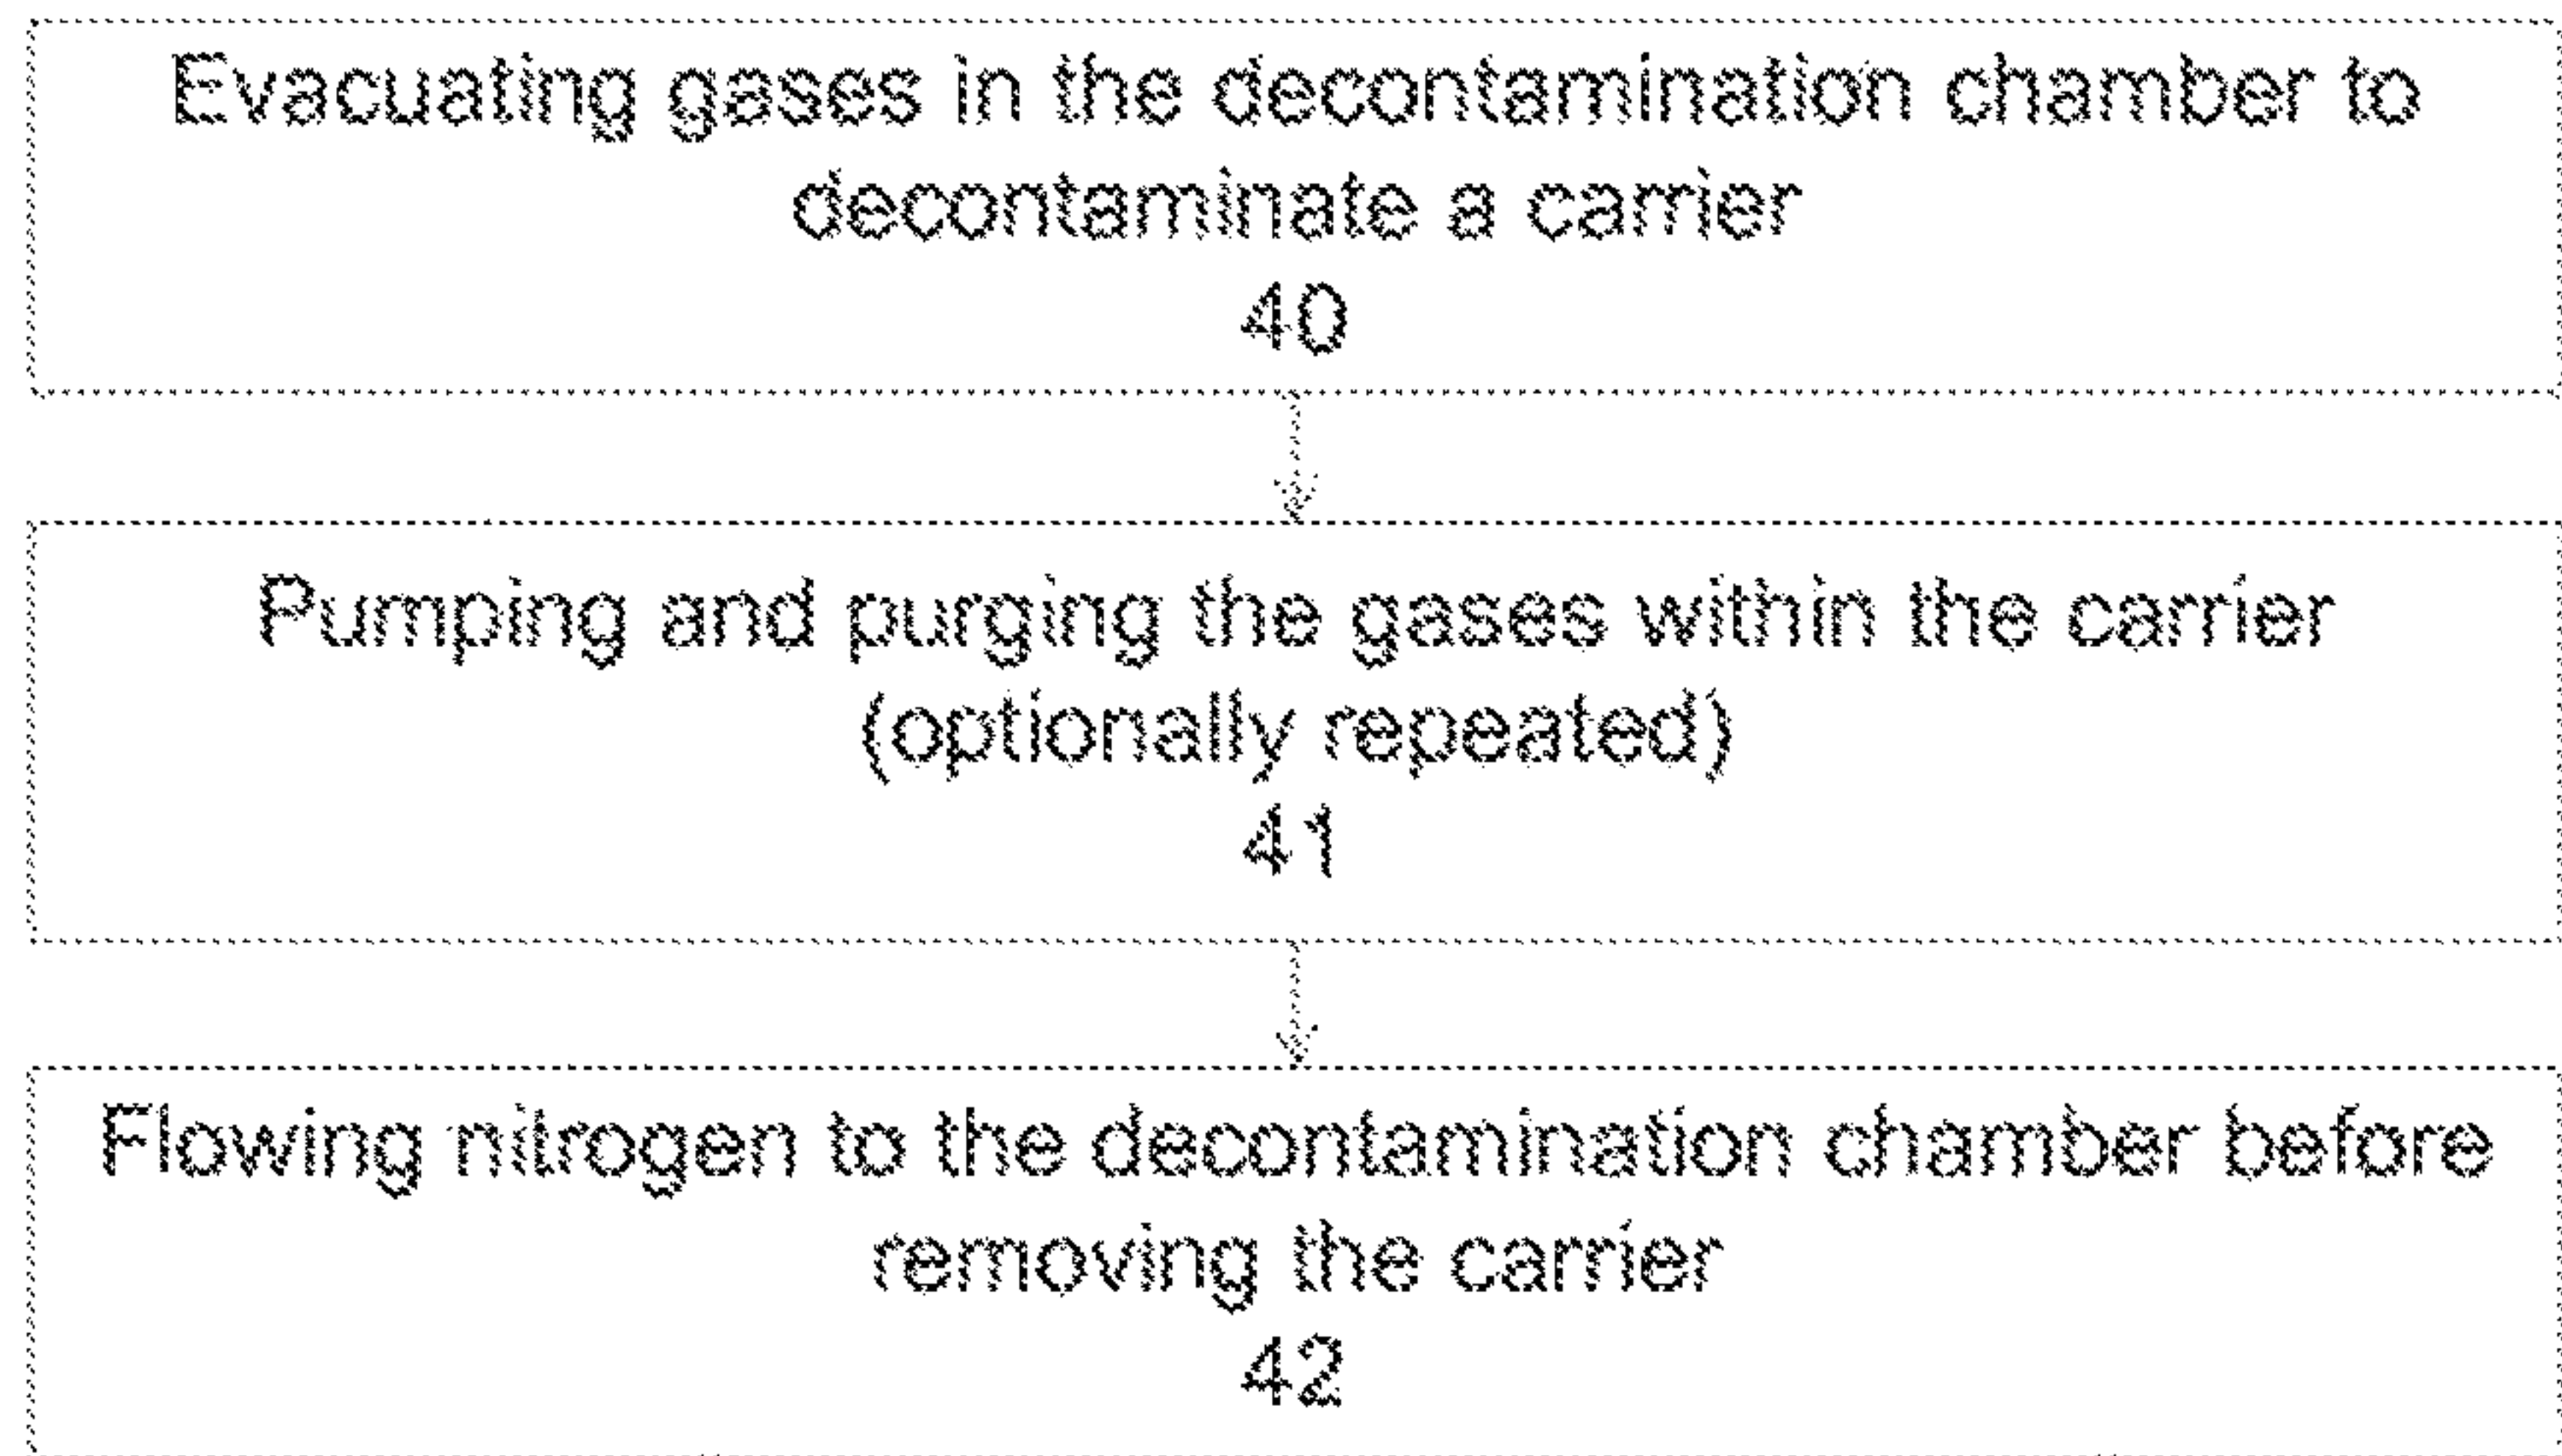 Evacuating gases in the decontamination chamber to
decontaminate a carrier
40
Pumping and purging the gases within the carrier
(optionally repeated)
41
Flowing nitrogen to the decontamination chamber before
removing the carrier
42